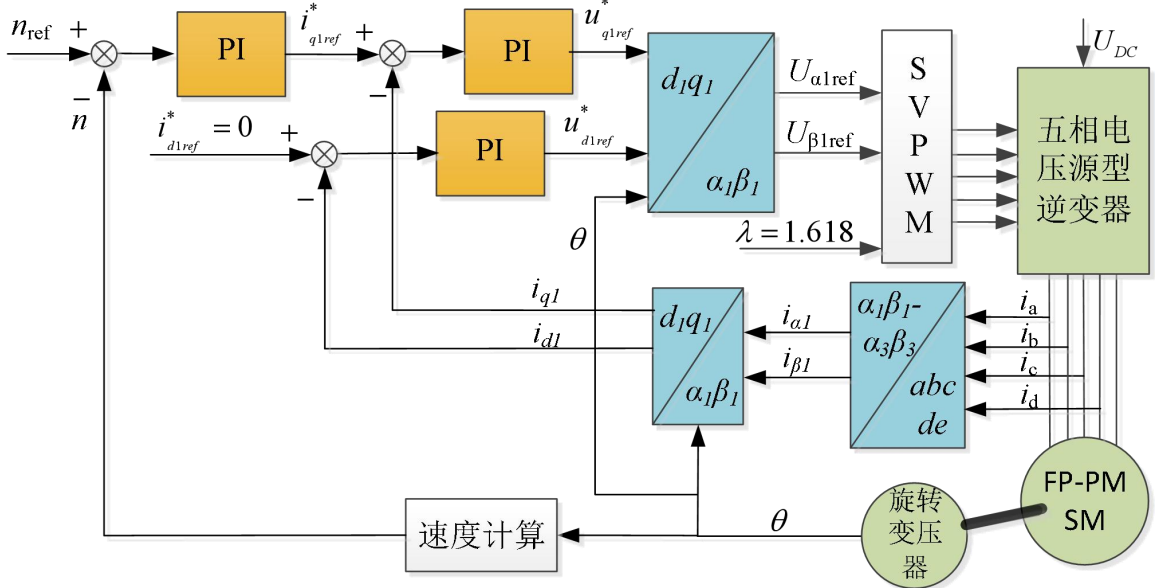 n_ref
+
PI
i*_q1ref
+
PI
u*_q1ref
−
n
i*_d1ref = 0
+
−
PI
u*_d1ref
d1q1
α1β1
θ
U_α1ref
U_β1ref
λ = 1.618
S
V
P
W
M
U_DC
五相电
压源型
逆变器
i_q1
i_d1
d1q1
α1β1
i_α1
i_β1
α1β1-
α3β3
abc
de
i_a
i_b
i_c
i_d
速度计算
θ
旋转
变压
器
FP-PM
SM